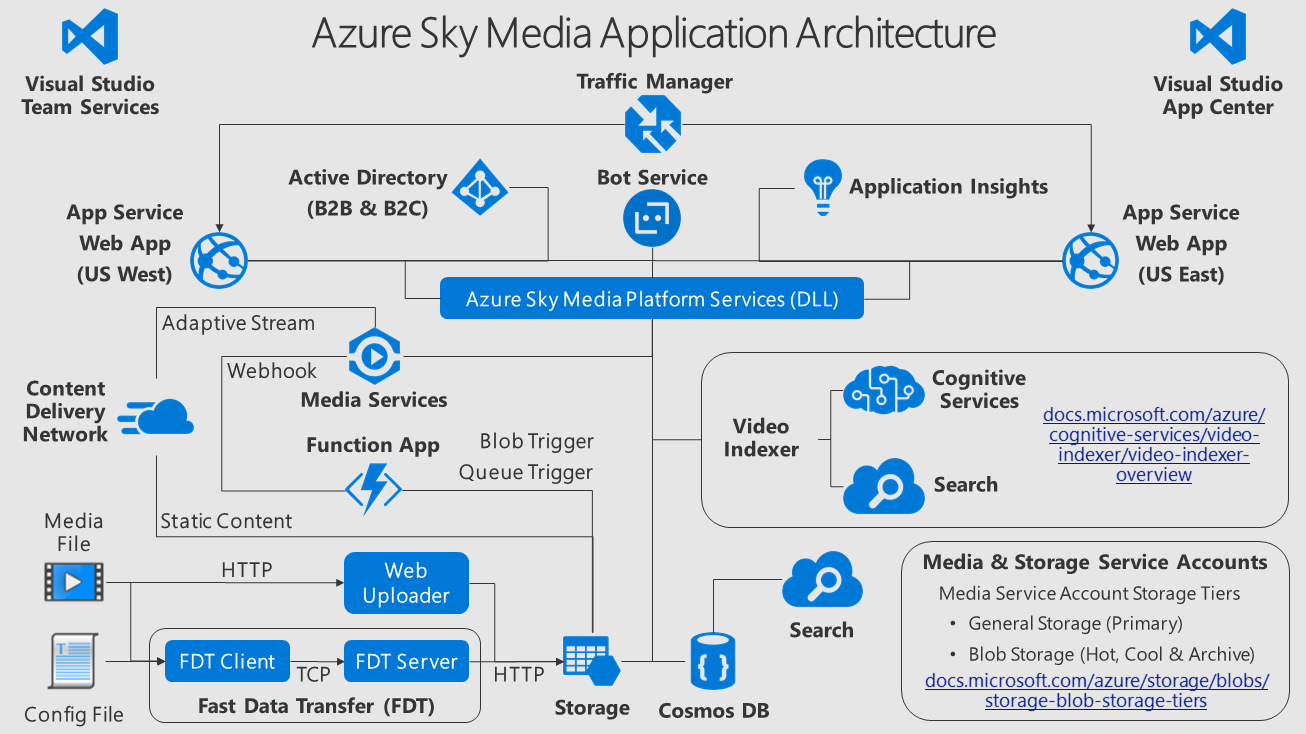 Azure Sky Media Application Architecture
Visual Studio
Team Services
Traffic Manager
Visual Studio
App Center
Active Directory
(B2B & B2C)
Bot Service
Application Insights
App Service
Web App
(US West)
App Service
Web App
(US East)
Azure Sky Media Platform Services (DLL)
Adaptive Stream
Webhook
Media Services
Content
Delivery
Network
Function App
Blob Trigger
Queue Trigger
Static Content
Video
Indexer
Cognitive
Services
Search
docs.microsoft.com/azure/
cognitive-services/video-
indexer/video-indexer-
overview
Media
File
HTTP
Web
Uploader
Config File
FDT Client
TCP
FDT Server
Fast Data Transfer (FDT)
HTTP
Storage
Cosmos DB
Search
T
Media & Storage Service Accounts
Media Service Account Storage Tiers
• General Storage (Primary)
• Blob Storage (Hot, Cool & Archive)
docs.microsoft.com/azure/storage/blobs/
storage-blob-storage-tiers